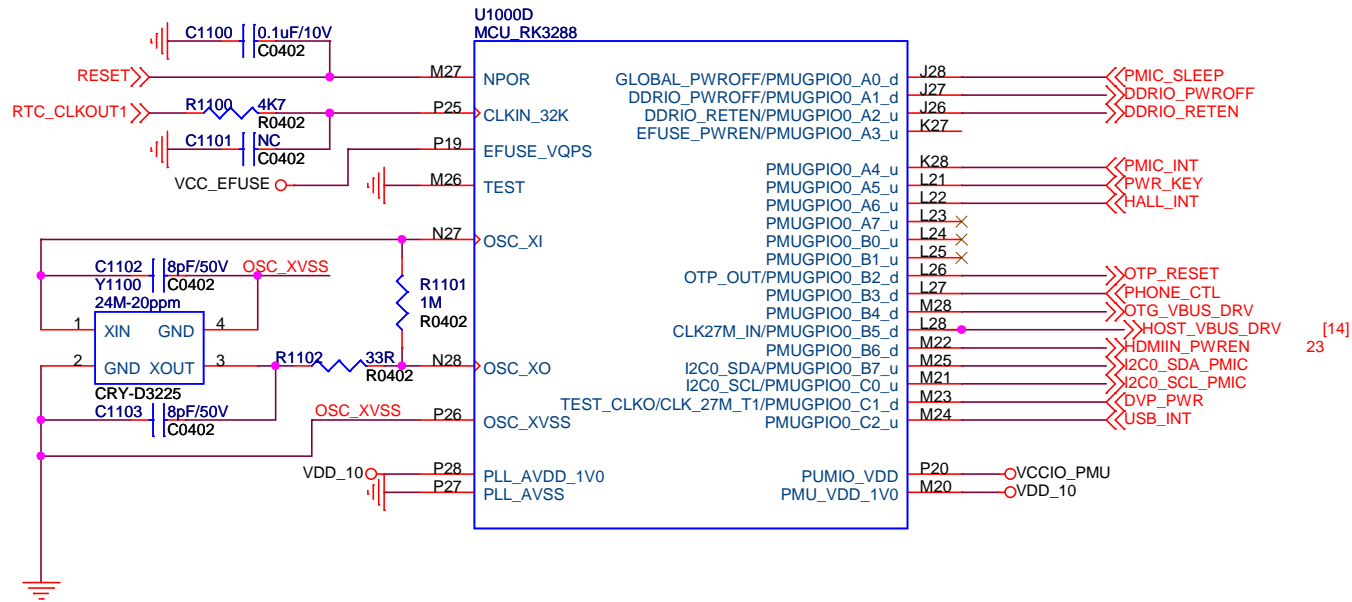 U1000D
MCU_RK3288
C1100 0.1uF/10V
C0402
RESET M27 NPOR
RTC_CLKOUT1 R1100 4K7 P25 CLKIN_32K
R0402
C1101 NC
C0402
P19 EFUSE_VQPS
VCC_EFUSE
M26 TEST
N27 OSC_XI
C1102 8pF/50V OSC_XVSS
Y1100 C0402
24M-20ppm
R1101
1M
R0402
1 XIN GND 4
2 GND XOUT 3
R1102 33R N28 OSC_XO
R0402
CRY-D3225
C1103 8pF/50V
C0402
OSC_XVSS P26 OSC_XVSS
VDD_10 P28 PLL_AVDD_1V0
P27 PLL_AVSS
GLOBAL_PWROFF/PMUGPIO0_A0_d J28 PMIC_SLEEP
DDRIO_PWROFF/PMUGPIO0_A1_d J27 DDRIO_PWROFF
DDRIO_RETEN/PMUGPIO0_A2_u J26 DDRIO_RETEN
EFUSE_PWREN/PMUGPIO0_A3_u K27
PMUGPIO0_A4_u K28 PMIC_INT
PMUGPIO0_A5_u L21 PWR_KEY
PMUGPIO0_A6_u L22 HALL_INT
PMUGPIO0_A7_u L23
PMUGPIO0_B0_u L24
PMUGPIO0_B1_u L25
OTP_OUT/PMUGPIO0_B2_d L26 OTP_RESET
PMUGPIO0_B3_d L27 PHONE_CTL
PMUGPIO0_B4_d M28 OTG_VBUS_DRV
CLK27M_IN/PMUGPIO0_B5_d L28 HOST_VBUS_DRV [14]
PMUGPIO0_B6_d M22 HDMIIN_PWREN 23
I2C0_SDA/PMUGPIO0_B7_u M25 I2C0_SDA_PMIC
I2C0_SCL/PMUGPIO0_C0_u M21 I2C0_SCL_PMIC
TEST_CLKO/CLK_27M_T1/PMUGPIO0_C1_d M23 DVP_PWR
PMUGPIO0_C2_u M24 USB_INT
PUMIO_VDD P20 VCCIO_PMU
PMU_VDD_1V0 M20 VDD_10